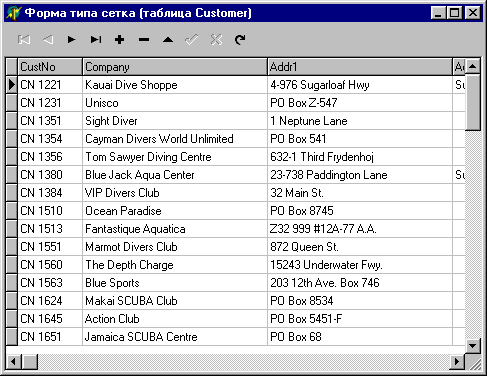 Форма типа сетка (таблица Customer)
CustNo Company Addr1 Ad
CN 1221 Kauai Dive Shoppe 4-976 Sugarloaf Hwy Su
CN 1231 Unisco PO Box Z-547
CN 1351 Sight Diver 1 Neptune Lane
CN 1354 Cayman Divers World Unlimited PO Box 541
CN 1356 Tom Sawyer Diving Centre 632-1 Third Frydenhoj
CN 1380 Blue Jack Aqua Center 23-738 Paddington Lane Su
CN 1384 VIP Divers Club 32 Main St.
CN 1510 Ocean Paradise PO Box 8745
CN 1513 Fantastique Aquatica Z32 999 #12A-77 A.A.
CN 1551 Marmot Divers Club 872 Queen St.
CN 1560 The Depth Charge 15243 Underwater Fwy.
CN 1563 Blue Sports 203 12th Ave. Box 746
CN 1624 Makai SCUBA Club PO Box 8534
CN 1645 Action Club PO Box 5451-F
CN 1651 Jamaica SCUBA Centre PO Box 68